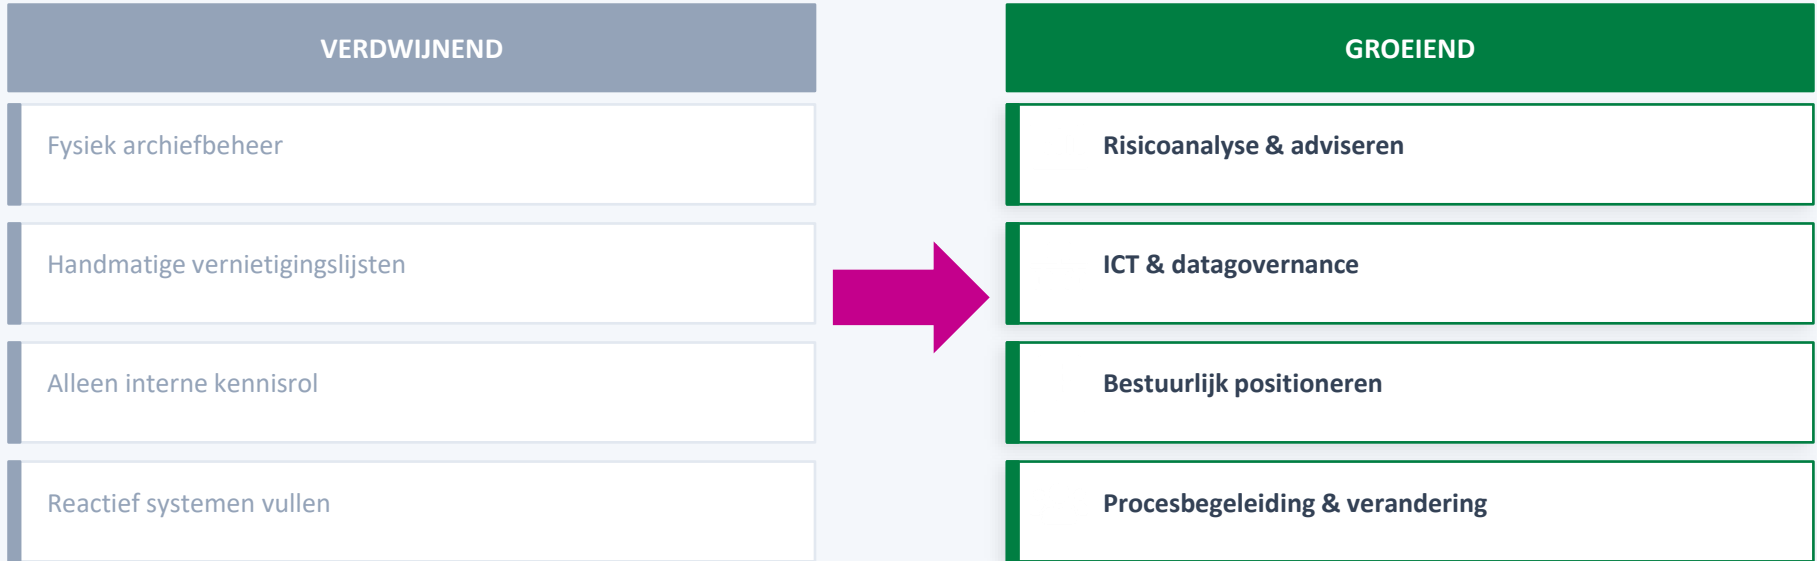 VERDWIJNEND
Fysiek archiefbeheer
Handmatige vernietigingslijsten
Alleen interne kennisrol
Reactief systemen vullen
GROEIEND
Risicoanalyse & adviseren
ICT & datagovernance
Bestuurlijk positioneren
Procesbegeleiding & verandering